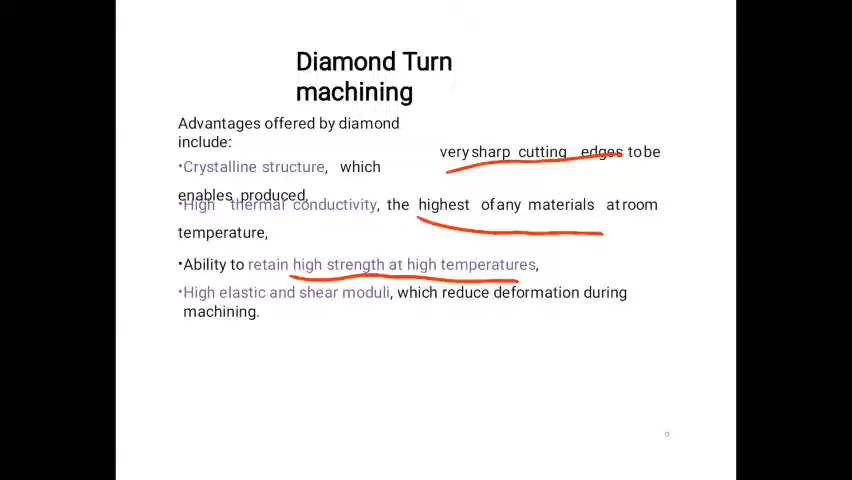 Diamond Turn
machining
Advantages offered by diamond
include:
•Crystalline structure, which
very sharp cutting edges to be
enables produced,
•High thermal conductivity, the highest of any materials at room
temperature,
•Ability to retain high strength at high temperatures,
•High elastic and shear moduli, which reduce deformation during
machining.